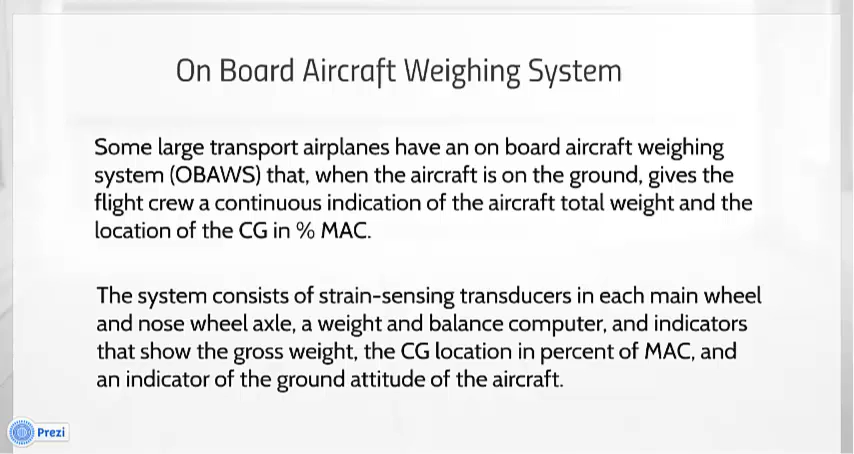 On Board Aircraft Weighing System
Some large transport airplanes have an on board aircraft weighing
system (OBAWS) that, when the aircraft is on the ground, gives the
flight crew a continuous indication of the aircraft total weight and the
location of the CG in % MAC.
The system consists of strain-sensing transducers in each main wheel
and nose wheel axle, a weight and balance computer, and indicators
that show the gross weight, the CG location in percent of MAC, and
an indicator of the ground attitude of the aircraft.
Prezi